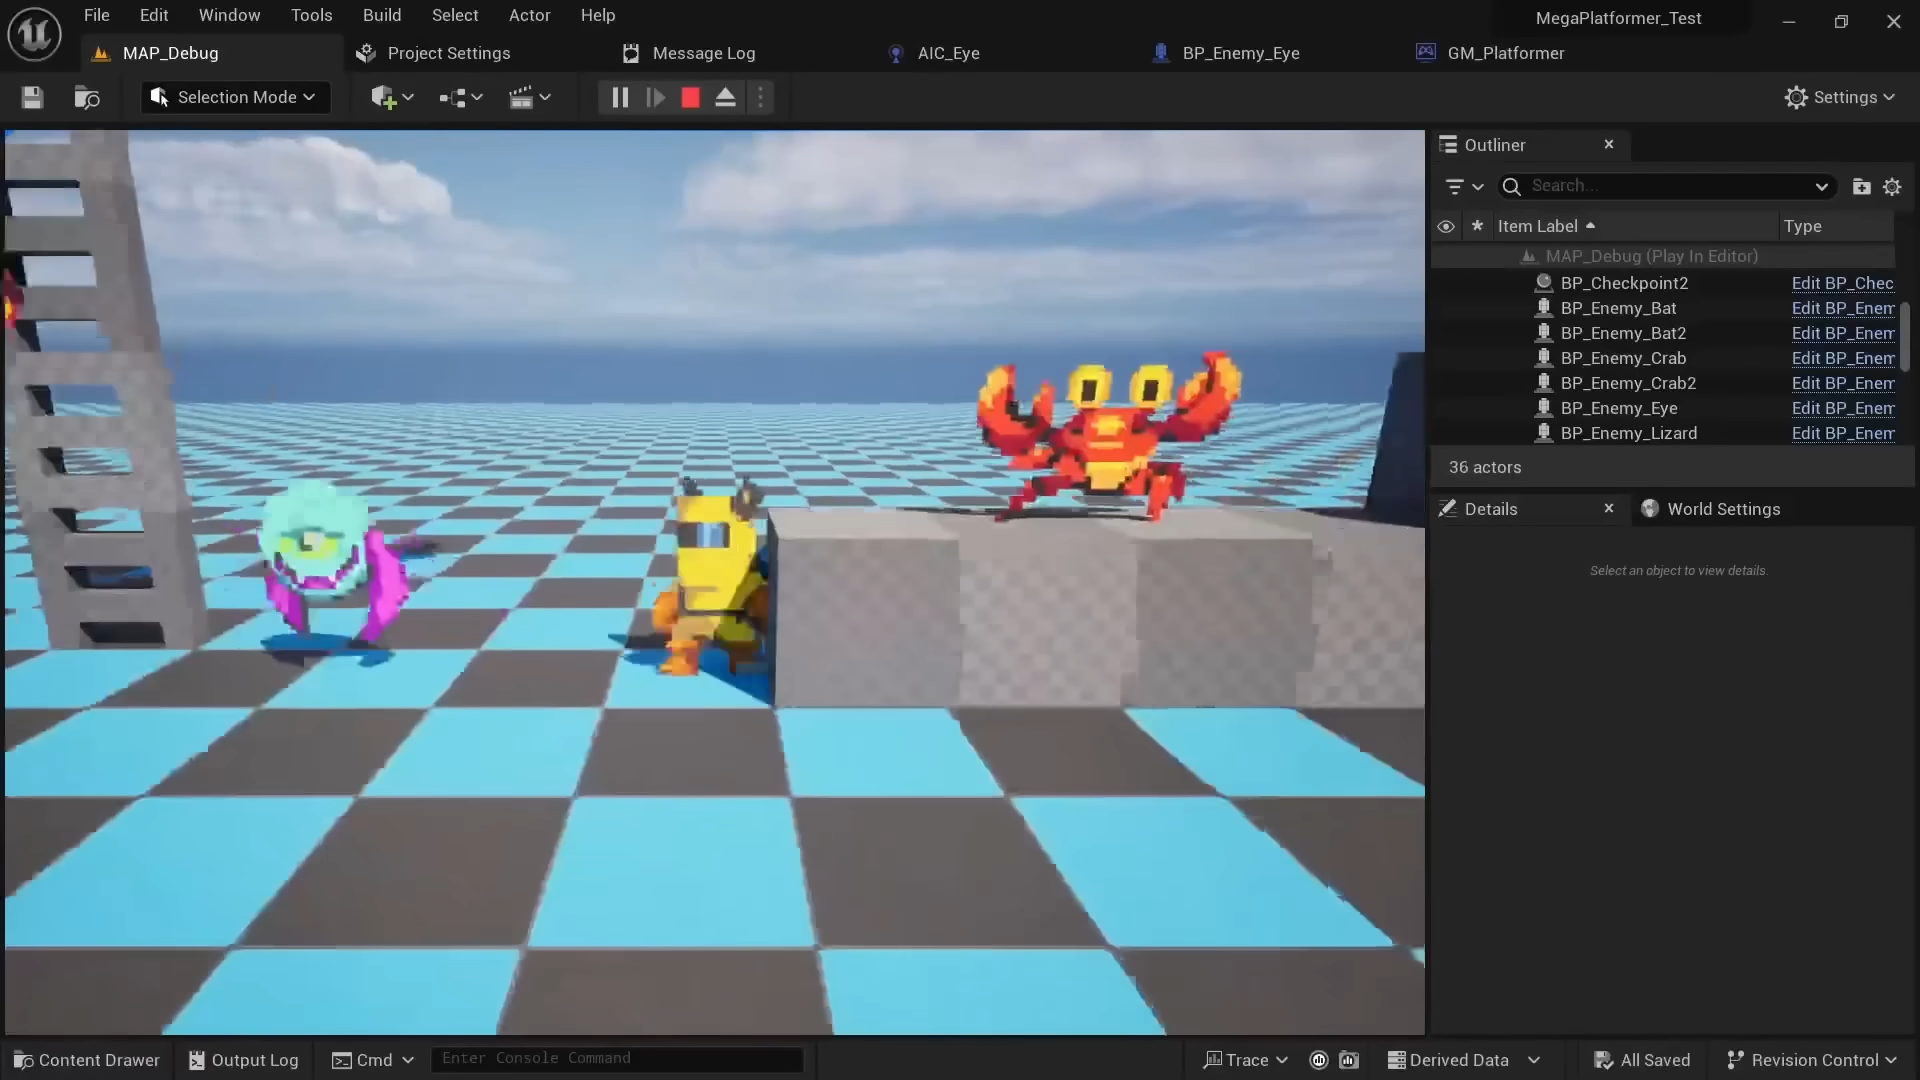 File Edit Window Tools Build Select Actor Help
MegaPlatformer_Test
MAP_Debug
Project Settings
Message Log
AIC_Eye
BP_Enemy_Eye
GM_Platformer
Selection Mode
Settings
Outliner
Search...
Item Label Type
MAP_Debug (Play In Editor)
BP_Checkpoint2 Edit BP_Chec
BP_Enemy_Bat Edit BP_Enem
BP_Enemy_Bat2 Edit BP_Enem
BP_Enemy_Crab Edit BP_Enem
BP_Enemy_Crab2 Edit BP_Enem
BP_Enemy_Eye Edit BP_Enem
BP_Enemy_Lizard Edit BP_Enem
36 actors
Details
World Settings
Select an object to view details.
Content Drawer
Output Log
Cmd
Enter Console Command
Trace
Derived Data
All Saved
Revision Control